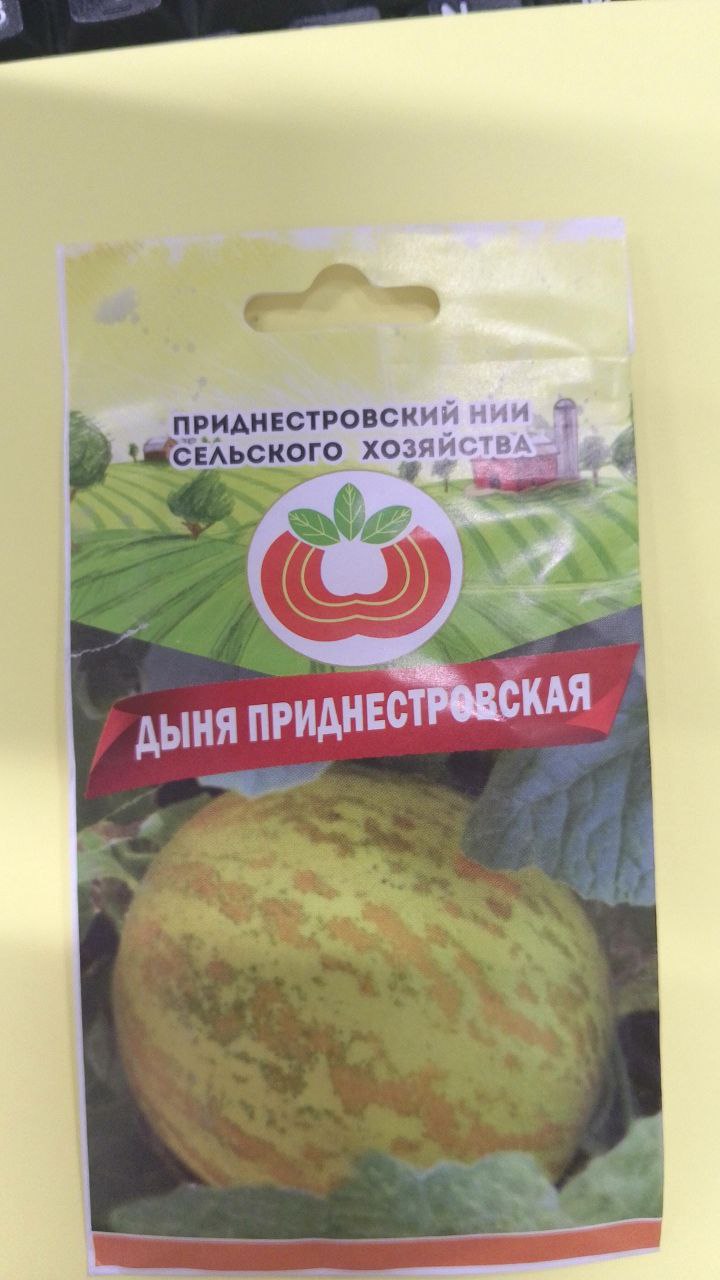 ПРИДНЕСТРОВСКИЙ НИИ
СЕЛЬСКОГО ХОЗЯЙСТВА
ДЫНЯ ПРИДНЕСТРОВСКАЯ